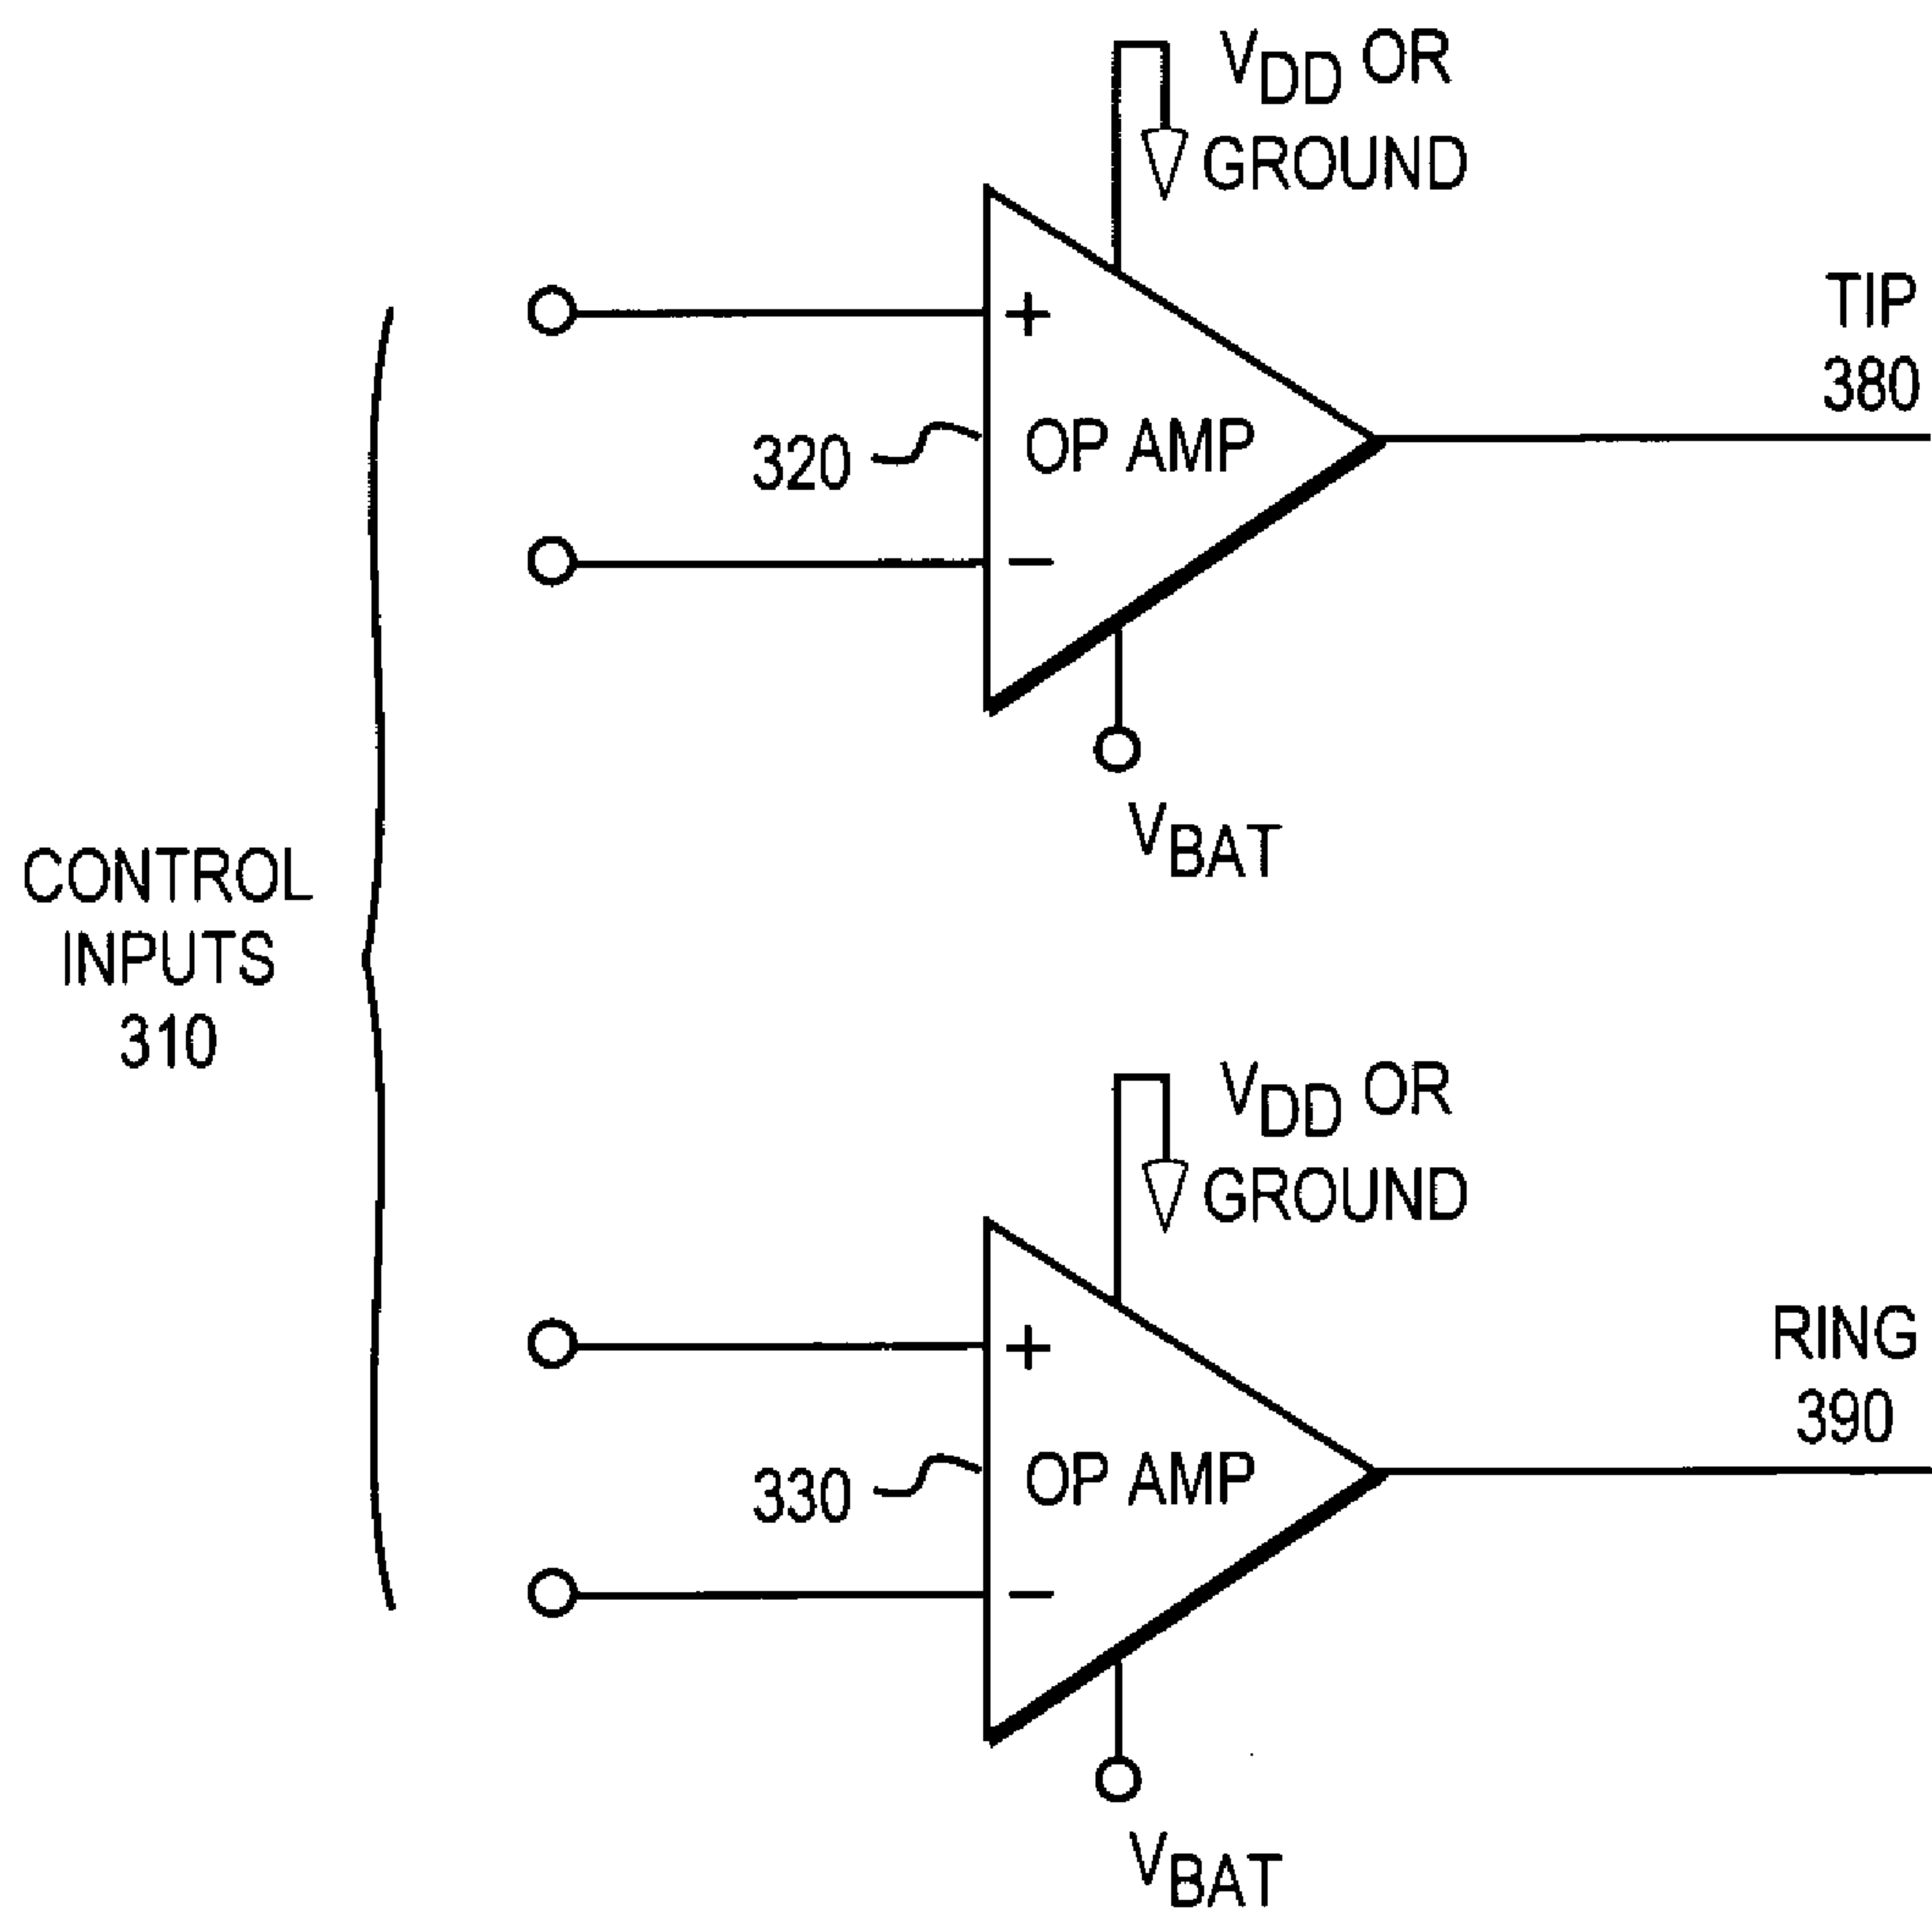 VDD OR
GROUND
TIP
380
+
320
OP AMP
−
VBAT
CONTROL
INPUTS
310
VDD OR
GROUND
RING
390
+
330
OP AMP
−
VBAT